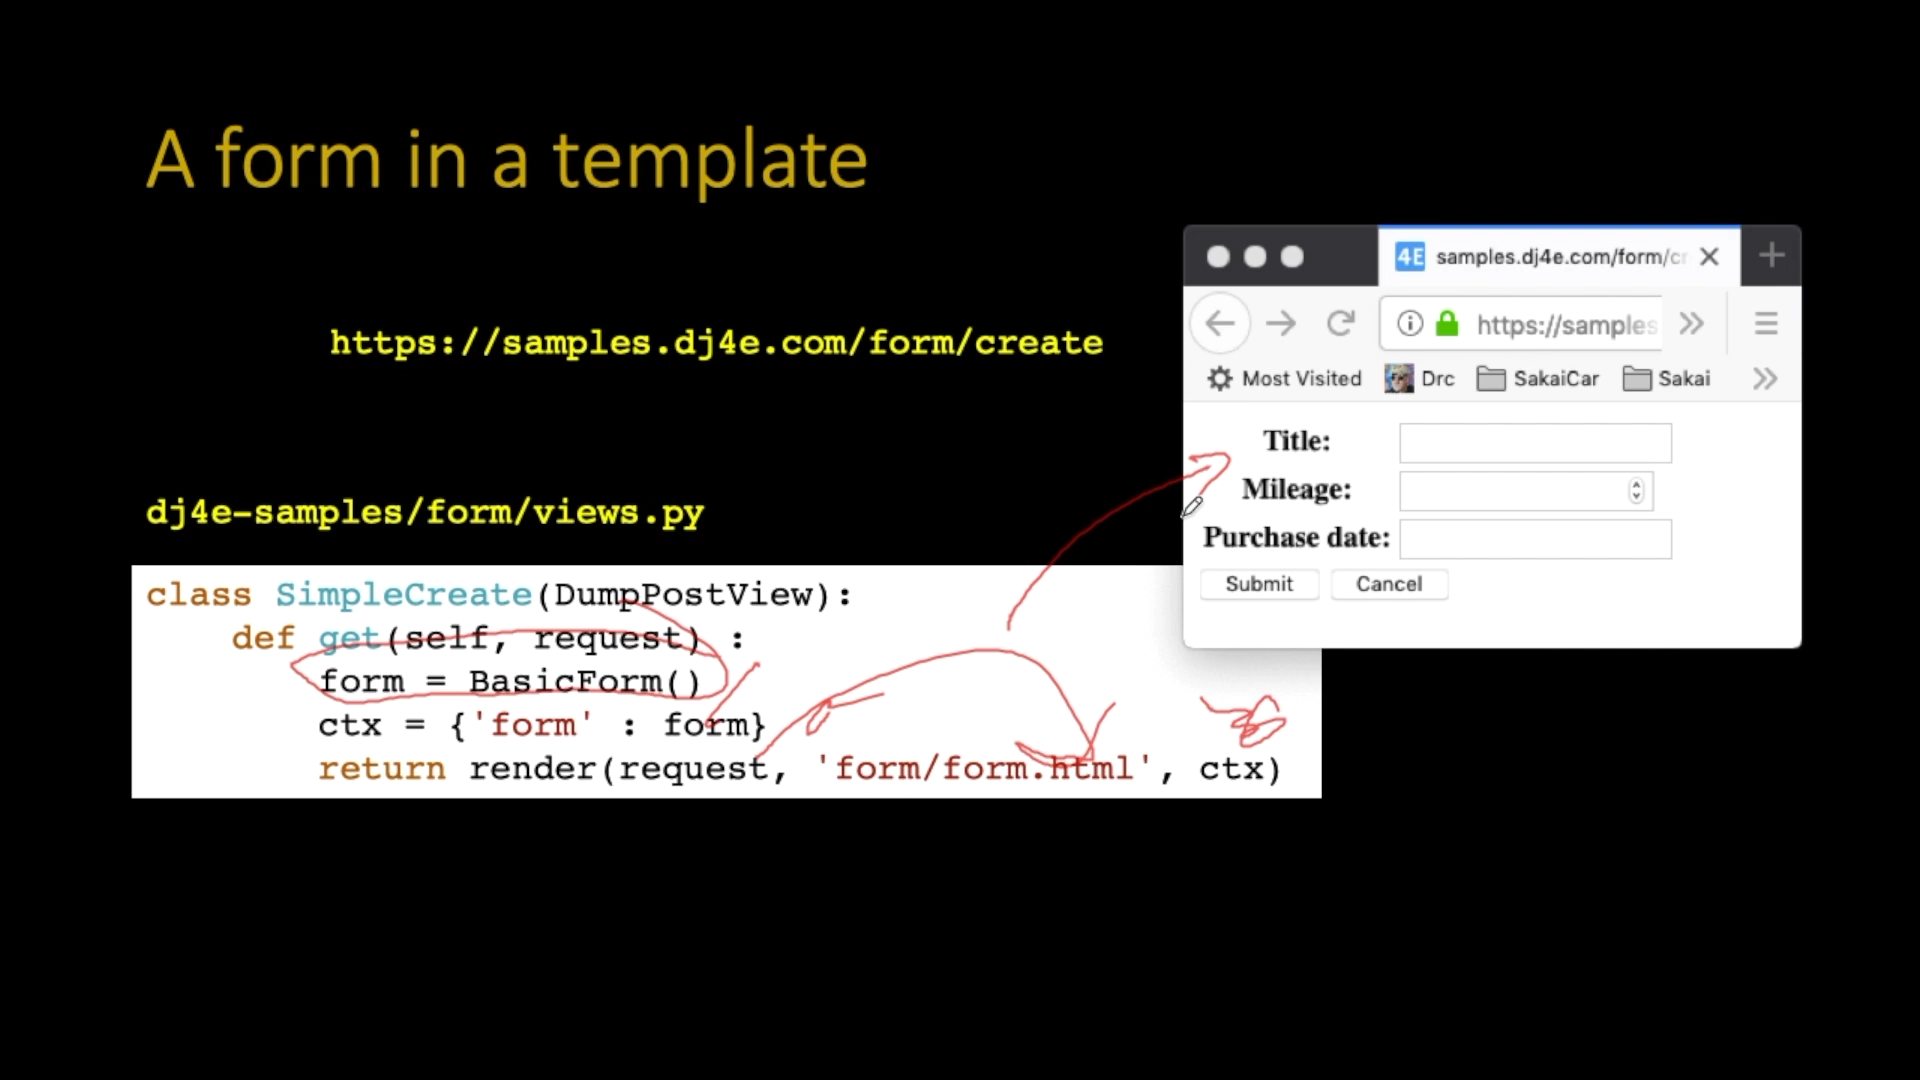 A form in a template
https://samples.dj4e.com/form/create
dj4e-samples/form/views.py
class SimpleCreate(DumpPostView):
    def get(self, request) :
        form = BasicForm()
        ctx = {'form' : form}
        return render(request, 'form/form.html', ctx)
4E samples.dj4e.com/form/cr
https://samples
Most Visited Drc SakaiCar Sakai
Title:
Mileage:
Purchase date:
Submit Cancel